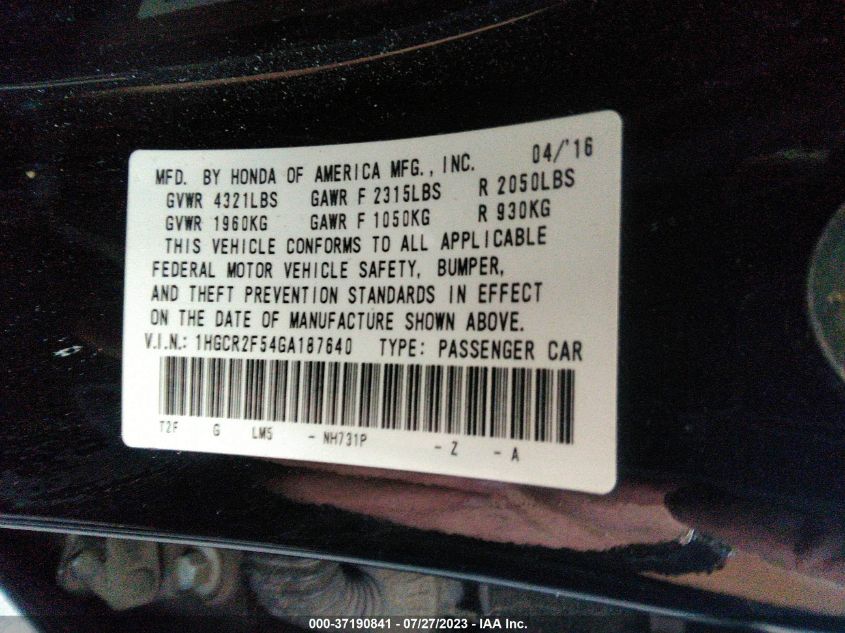 MFD. BY HONDA OF AMERICA MFG., INC. 04/'16
GVWR 4321LBS GAWR F 2315LBS R 2050LBS
GVWR 1960KG GAWR F 1050KG R 930KG
THIS VEHICLE CONFORMS TO ALL APPLICABLE
FEDERAL MOTOR VEHICLE SAFETY, BUMPER,
AND THEFT PREVENTION STANDARDS IN EFFECT
ON THE DATE OF MANUFACTURE SHOWN ABOVE.
V.I.N.: 1HGCR2F54GA187640 TYPE: PASSENGER CAR
T2F G LM5 - NH731P - Z - A
000-37190841 - 07/27/2023 - IAA Inc.